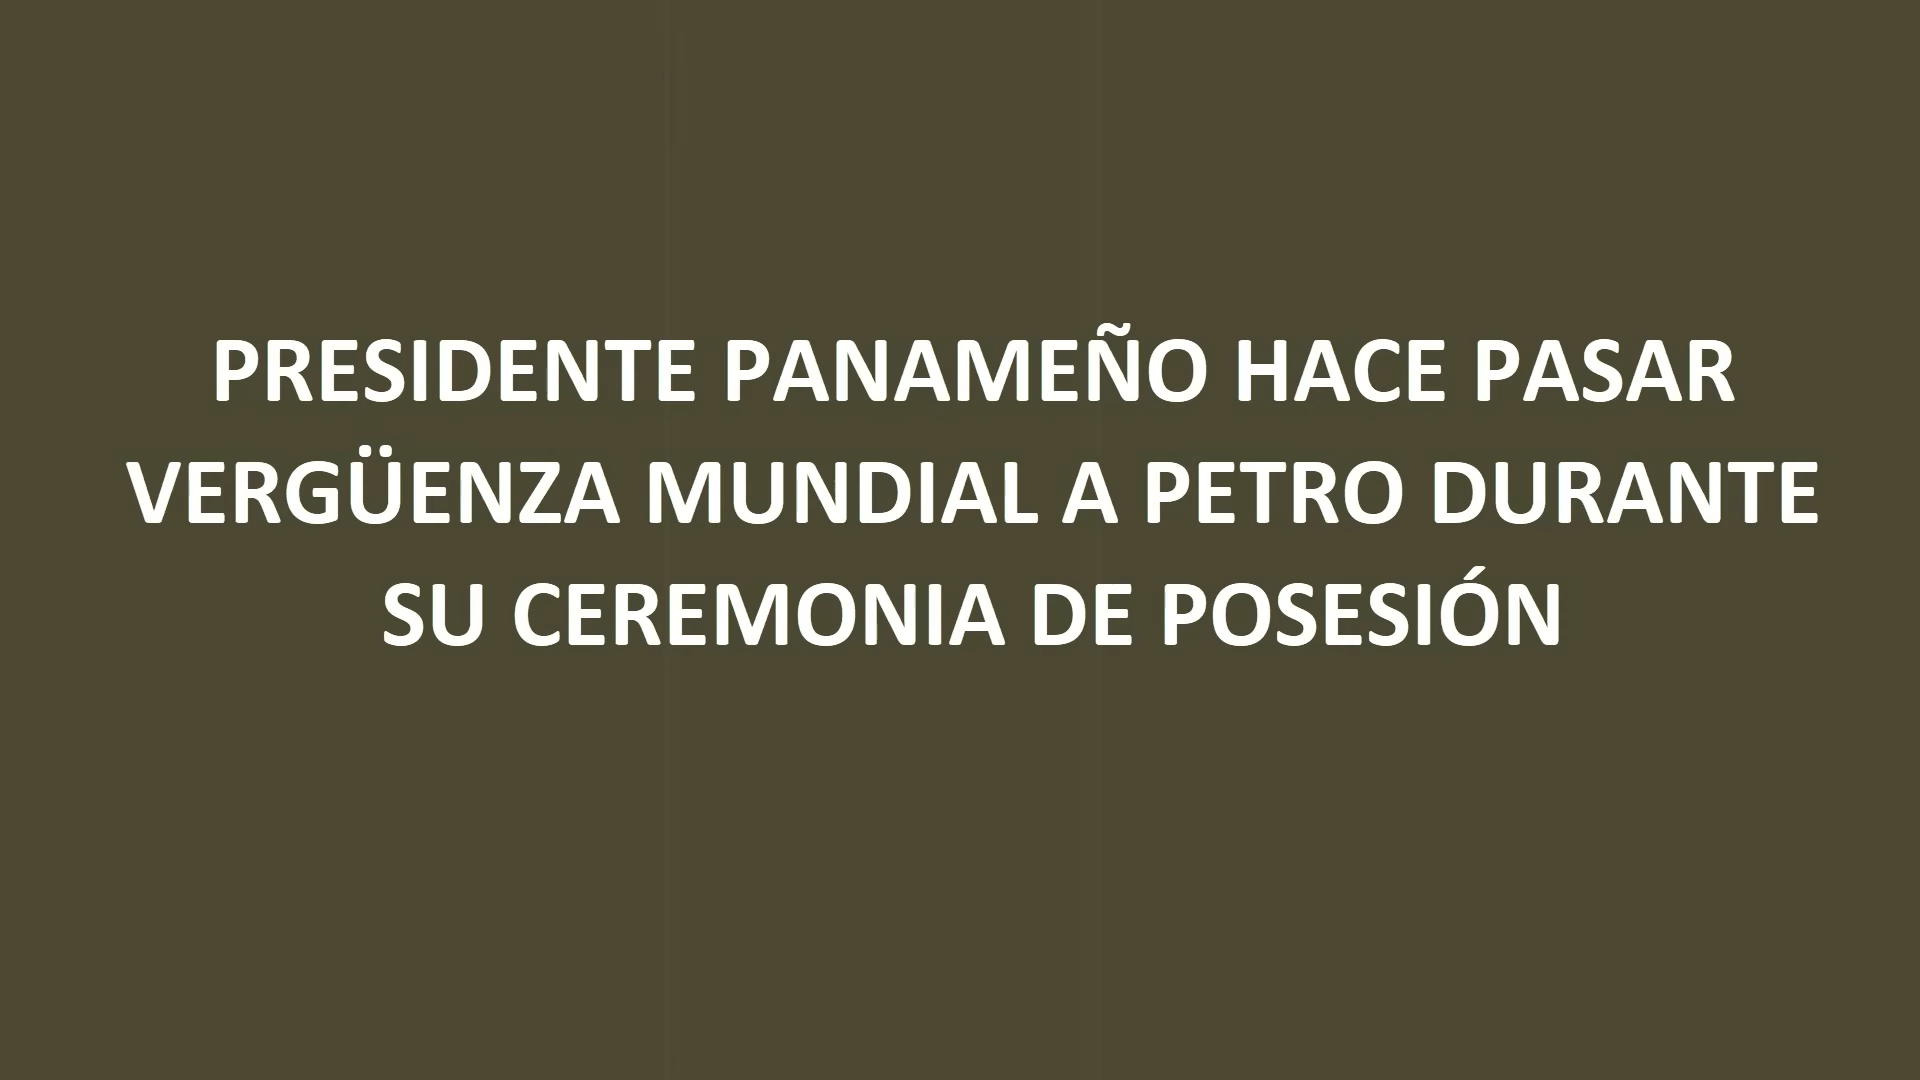 PRESIDENTE PANAMEÑO HACE PASAR
VERGÜENZA MUNDIAL A PETRO DURANTE
SU CEREMONIA DE POSESIÓN